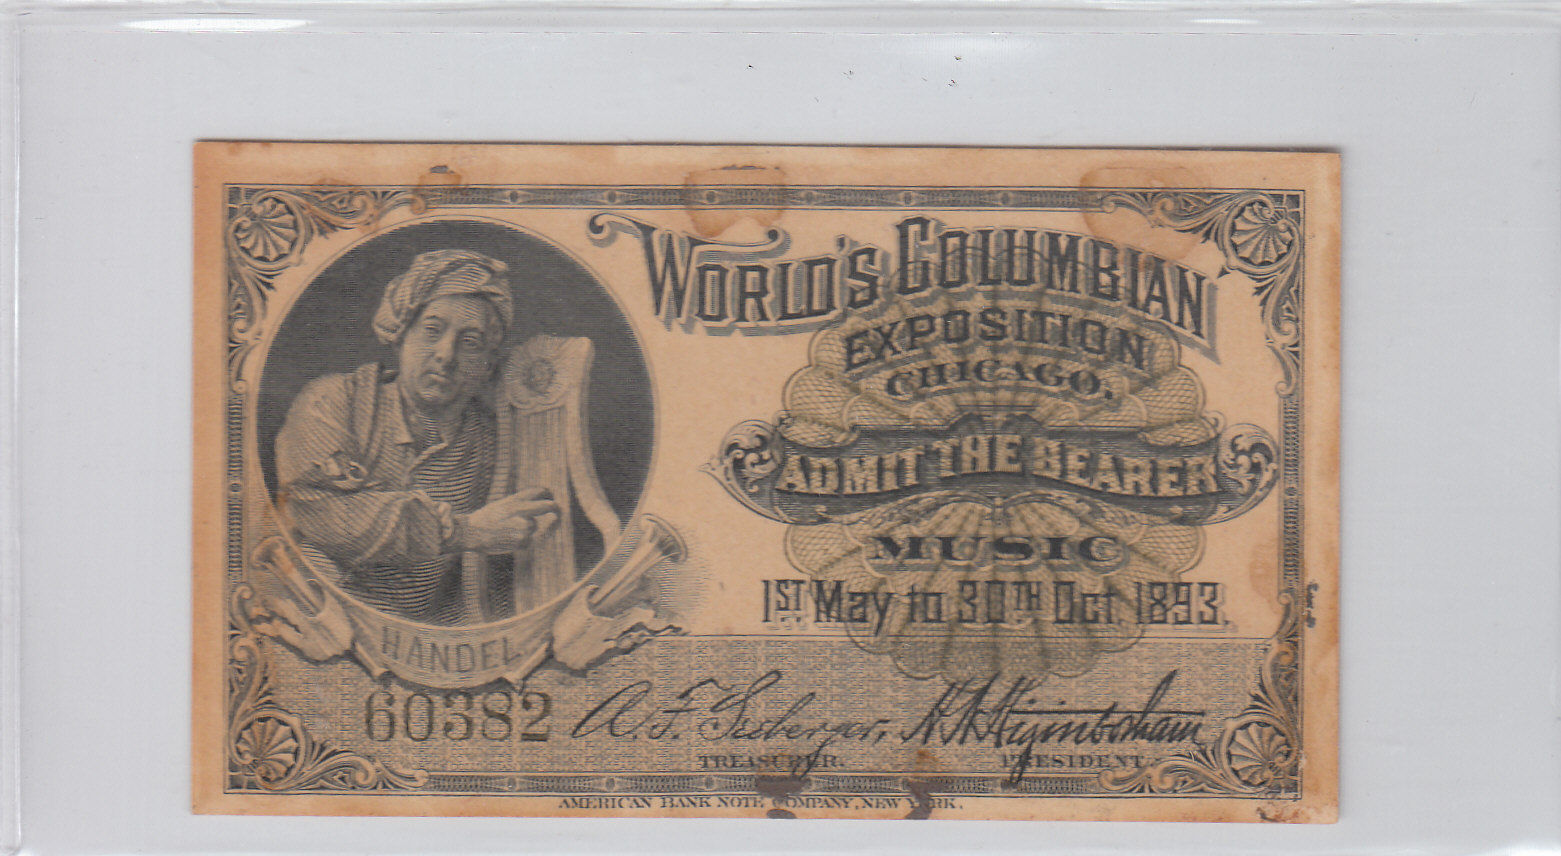 WORLD'S COLUMBIAN
EXPOSITION
CHICAGO.
ADMIT THE BEARER
MUSIC
1ST May to 30TH Oct. 1893.
HANDEL
60382
A. F. Seeberger, H. N. Higinbotham
TREASURER. PRESIDENT.
AMERICAN BANK NOTE COMPANY, NEW YORK.